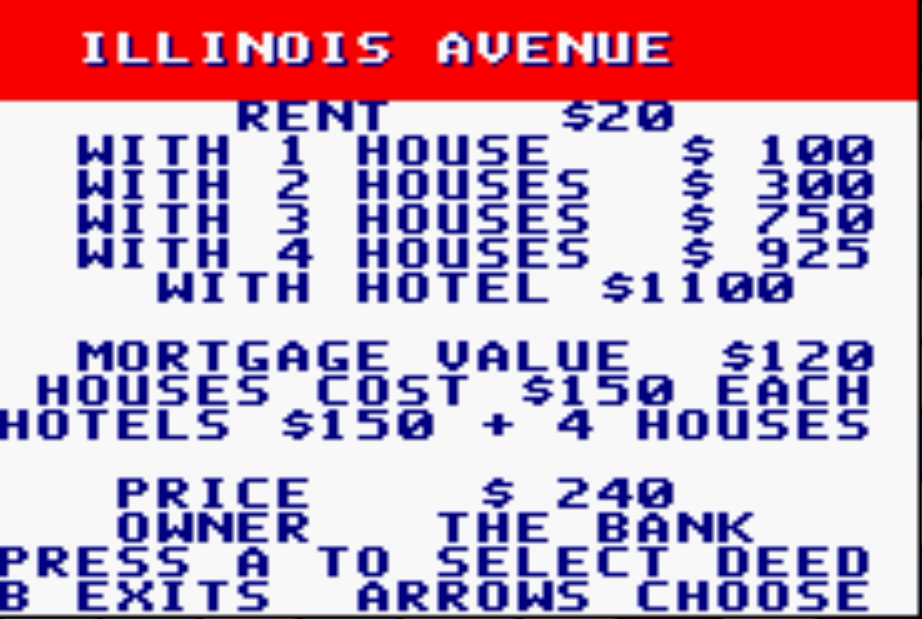 ILLINOIS AVENUE
RENT $20
WITH 1 HOUSE $ 100
WITH 2 HOUSES $ 300
WITH 3 HOUSES $ 750
WITH 4 HOUSES $ 925
WITH HOTEL $1100
MORTGAGE VALUE $120
HOUSES COST $150 EACH
HOTELS $150 + 4 HOUSES
PRICE $ 240
OWNER THE BANK
PRESS A TO SELECT DEED
B EXITS ARROWS CHOOSE